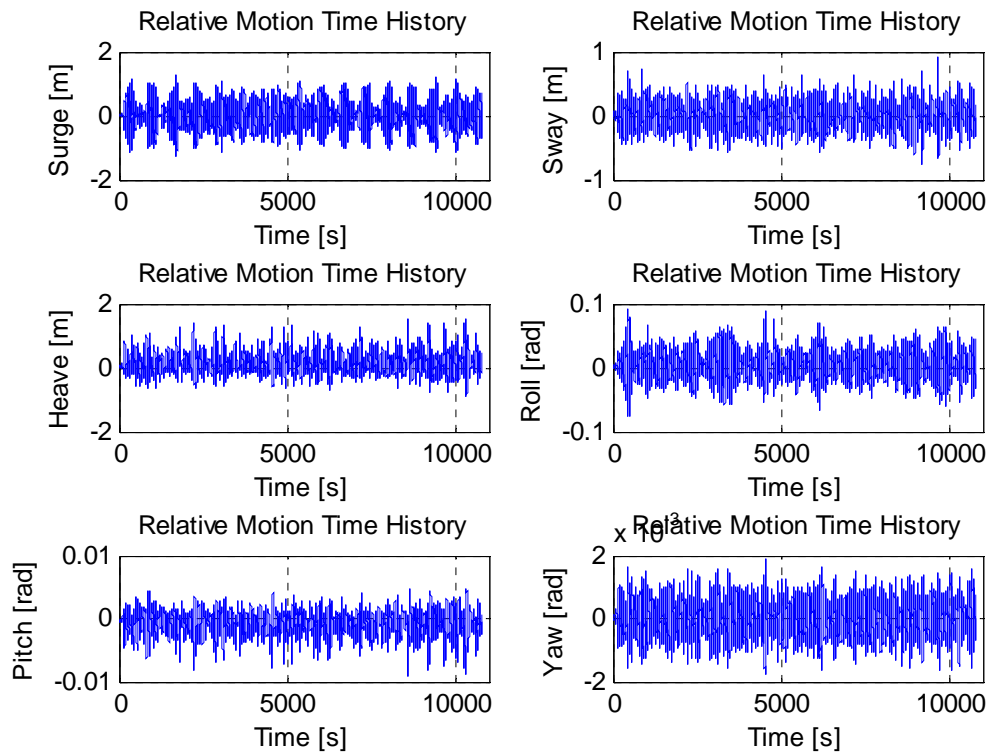 Relative Motion Time History
Surge [m]
2
0
-2
0 5000 10000
Time [s]
Relative Motion Time History
Sway [m]
1
0
-1
0 5000 10000
Time [s]
Relative Motion Time History
Heave [m]
2
0
-2
0 5000 10000
Time [s]
Relative Motion Time History
Roll [rad]
0.1
0
-0.1
0 5000 10000
Time [s]
Relative Motion Time History
Pitch [rad]
0.01
0
-0.01
0 5000 10000
Time [s]
Relative Motion Time History
x 10^-3
Yaw [rad]
2
0
-2
0 5000 10000
Time [s]